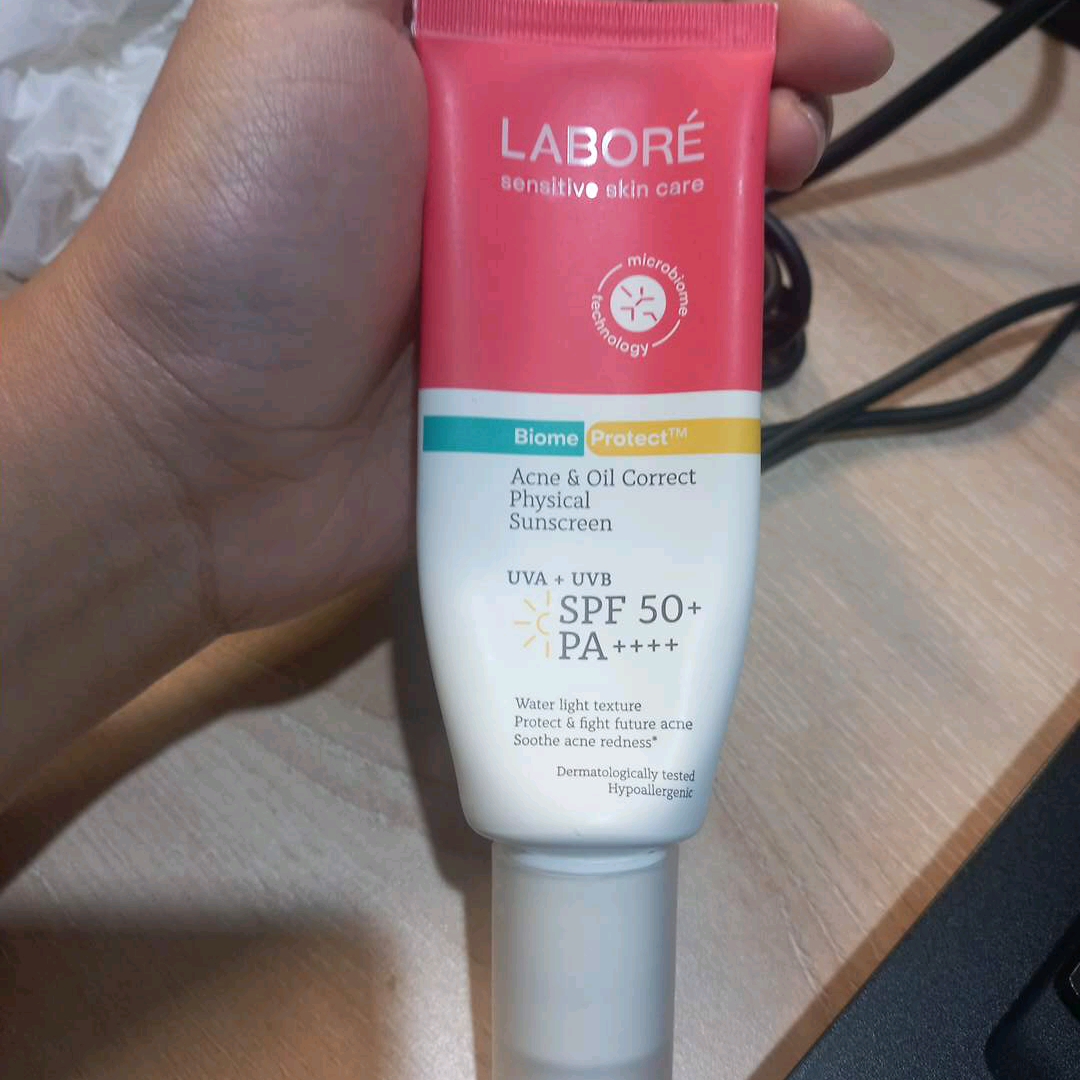 LABORÉ
sensitive skin care
microbiome
technology
Biome Protect™
Acne & Oil Correct
Physical
Sunscreen
UVA + UVB
SPF 50+
PA++++
Water light texture
Protect & fight future acne
Soothe acne redness*
Dermatologically tested
Hypoallergenic